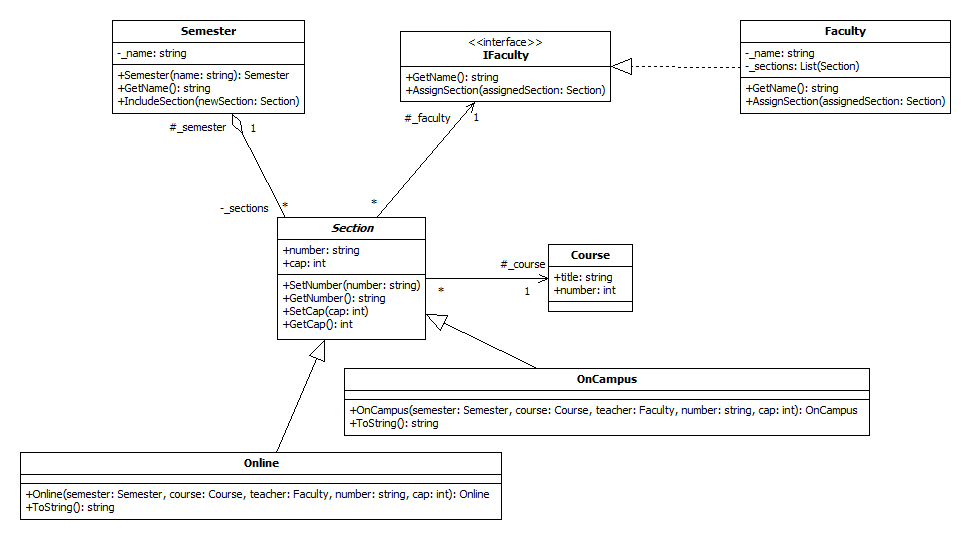 Semester
-_name: string
+Semester(name: string): Semester
+GetName(): string
+IncludeSection(newSection: Section)
<<interface>>
IFaculty
+GetName(): string
+AssignSection(assignedSection: Section)
Faculty
-_name: string
-_sections: List(Section)
+GetName(): string
+AssignSection(assignedSection: Section)
#_semester
1
#_faculty
1
-_sections
*
*
Section
+number: string
+cap: int
+SetNumber(number: string)
+GetNumber(): string
+SetCap(cap: int)
+GetCap(): int
#_course
*
1
Course
+title: string
+number: int
OnCampus
+OnCampus(semester: Semester, course: Course, teacher: Faculty, number: string, cap: int): OnCampus
+ToString(): string
Online
+Online(semester: Semester, course: Course, teacher: Faculty, number: string, cap: int): Online
+ToString(): string